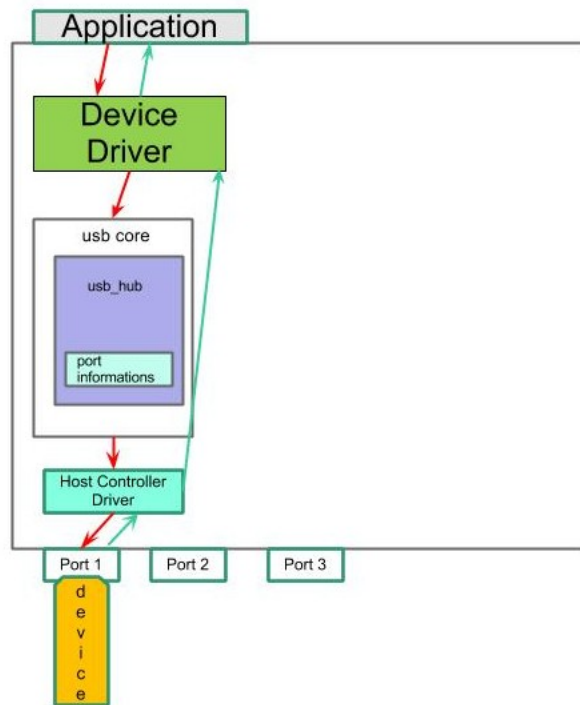 Application
Device
Driver
usb core
usb_hub
port
informations
Host Controller
Driver
Port 1
Port 2
Port 3
d
e
v
i
c
e